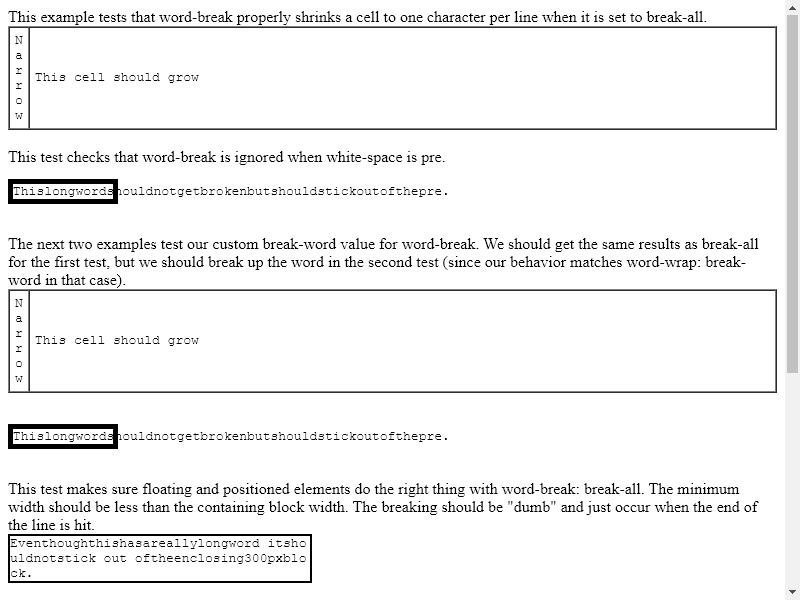 This example tests that word-break properly shrinks a cell to one character per line when it is set to break-all.
N
a
r
r
o
w
This cell should grow
This test checks that word-break is ignored when white-space is pre.
Thislongwordshouldnotgetbrokenbutshouldstickoutofthepre.
The next two examples test our custom break-word value for word-break. We should get the same results as break-all
for the first test, but we should break up the word in the second test (since our behavior matches word-wrap: break-
word in that case).
N
a
r
r
o
w
This cell should grow
Thislongwordshouldnotgetbrokenbutshouldstickoutofthepre.
This test makes sure floating and positioned elements do the right thing with word-break: break-all. The minimum
width should be less than the containing block width. The breaking should be "dumb" and just occur when the end of
the line is hit.
Eventhoughthishasareallylongword itsho
uldnotstick out oftheenclosing300pxblo
ck.